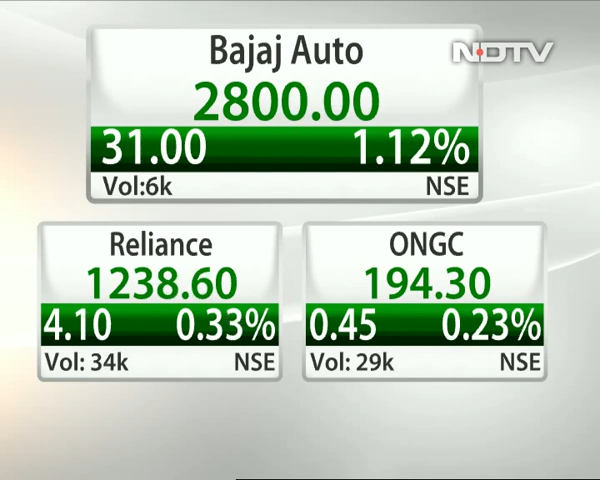 NDTV
Bajaj Auto
2800.00
31.00 1.12%
Vol:6k NSE
Reliance
1238.60
4.10 0.33%
Vol: 34k NSE
ONGC
194.30
0.45 0.23%
Vol: 29k NSE